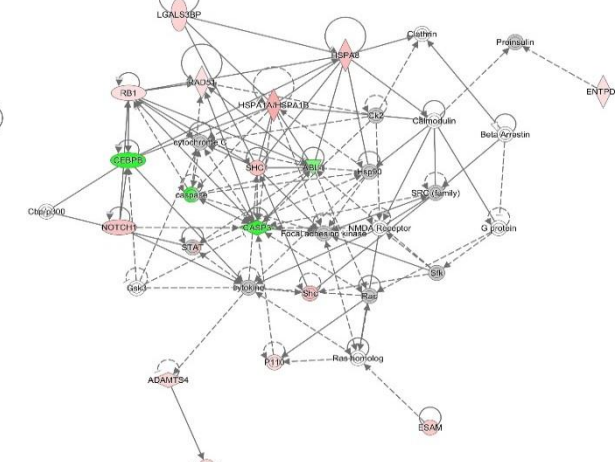 LGALS3BP
Clathrin
Proinsulin
HSPA8
RAD51
ENTPD
RB1
HSPA1A/HSPA1B
Ck2
Calmodulin
Beta Arrestin
cytochrome C
CEBPB
SHC
ABL1
Hsp90
caspase
SRC (family)
Cbp/p300
NOTCH1
CASP3
Focal adhesion kinase
NMDA Receptor
G protein
STAT
Sfk
Gsk3
cytokine
Shc
Ras
P110
Ras homolog
ADAMTS4
ESAM